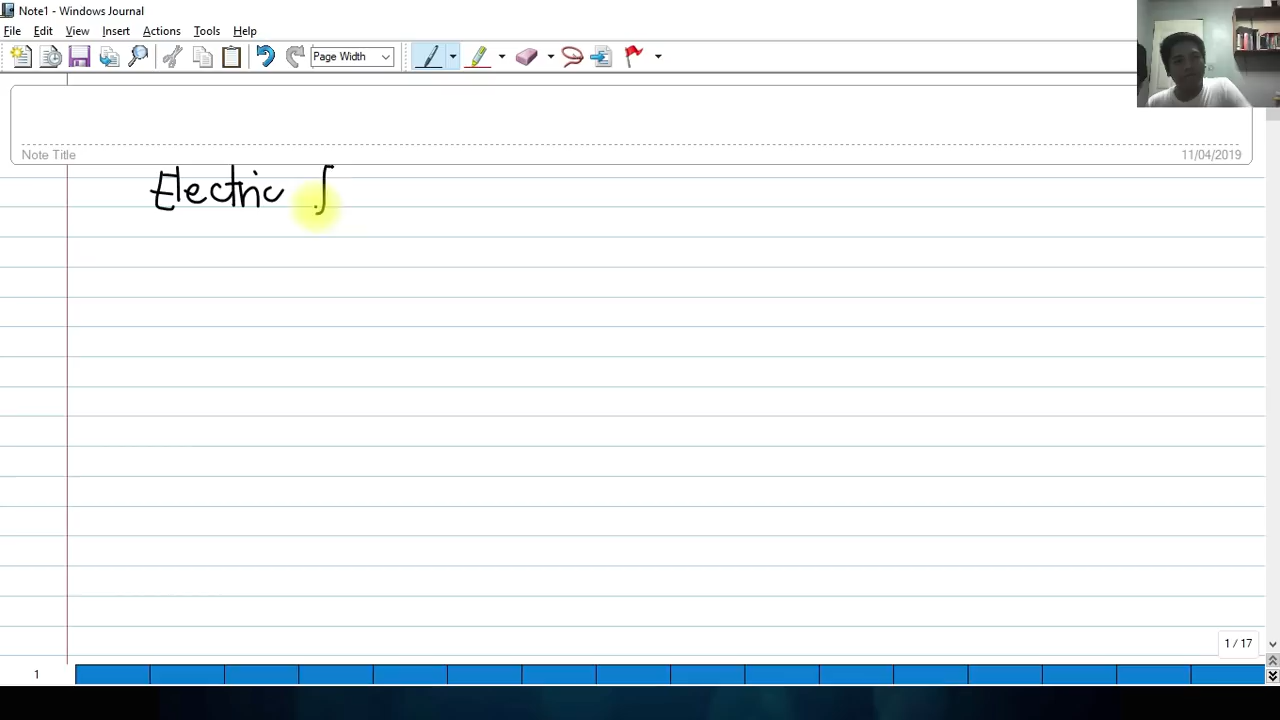 Note1 - Windows Journal
File Edit View Insert Actions Tools Help
Page Width
Note Title
11/04/2019
Electric ʃ
1 / 17
1